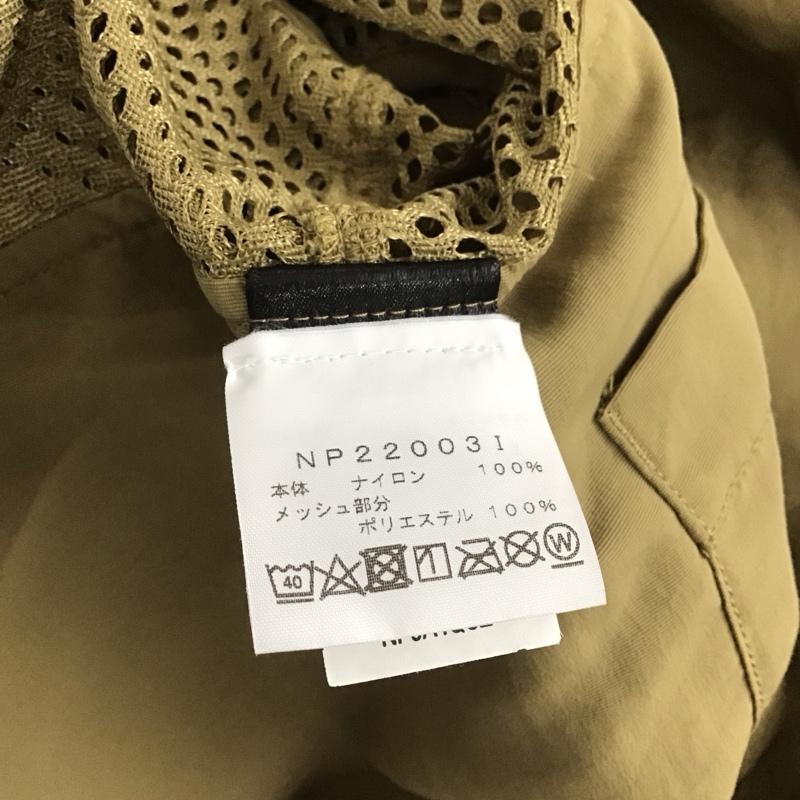 NP22003I
本体 ナイロン 100%
メッシュ部分
ポリエステル 100%
40 W